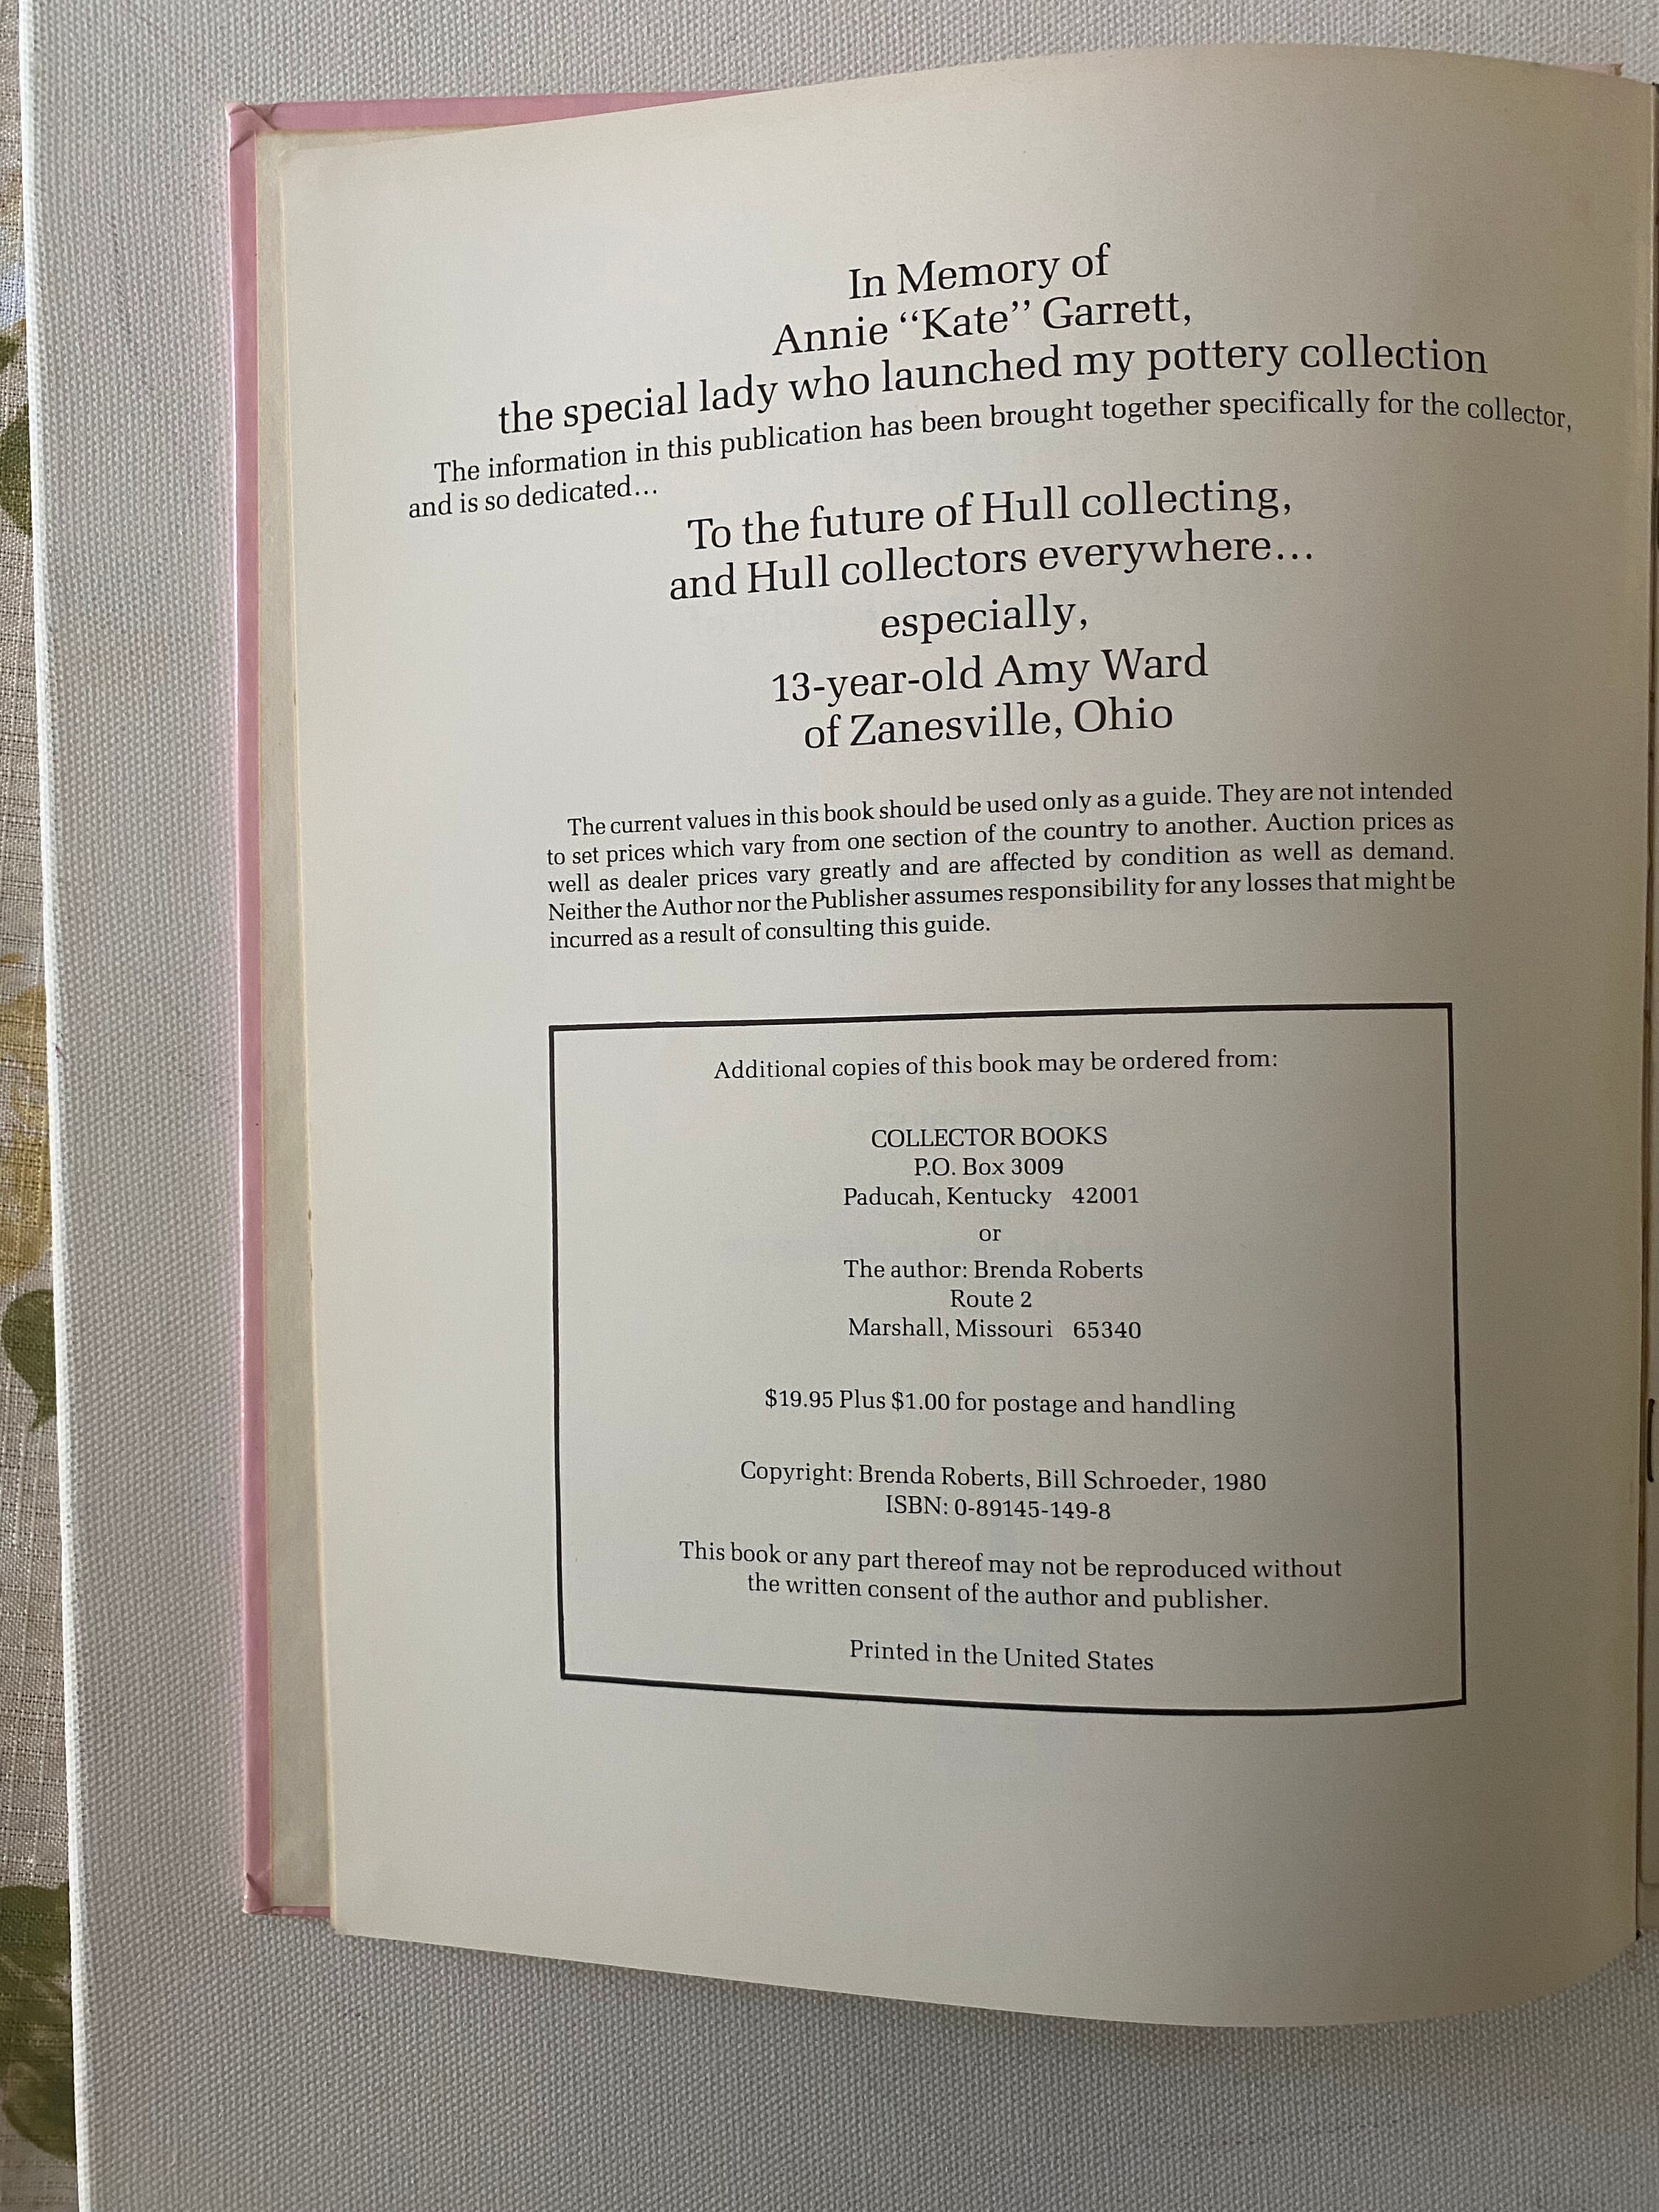 In Memory of
Annie “Kate” Garrett,
the special lady who launched my pottery collection
The information in this publication has been brought together specifically for the collector,
and is so dedicated...
To the future of Hull collecting,
and Hull collectors everywhere...
especially,
13-year-old Amy Ward
of Zanesville, Ohio
The current values in this book should be used only as a guide. They are not intended
to set prices which vary from one section of the country to another. Auction prices as
well as dealer prices vary greatly and are affected by condition as well as demand.
Neither the Author nor the Publisher assumes responsibility for any losses that might be
incurred as a result of consulting this guide.
Additional copies of this book may be ordered from:
COLLECTOR BOOKS
P.O. Box 3009
Paducah, Kentucky 42001
or
The author: Brenda Roberts
Route 2
Marshall, Missouri 65340
$19.95 Plus $1.00 for postage and handling
Copyright: Brenda Roberts, Bill Schroeder, 1980
ISBN: 0-89145-149-8
This book or any part thereof may not be reproduced without
the written consent of the author and publisher.
Printed in the United States